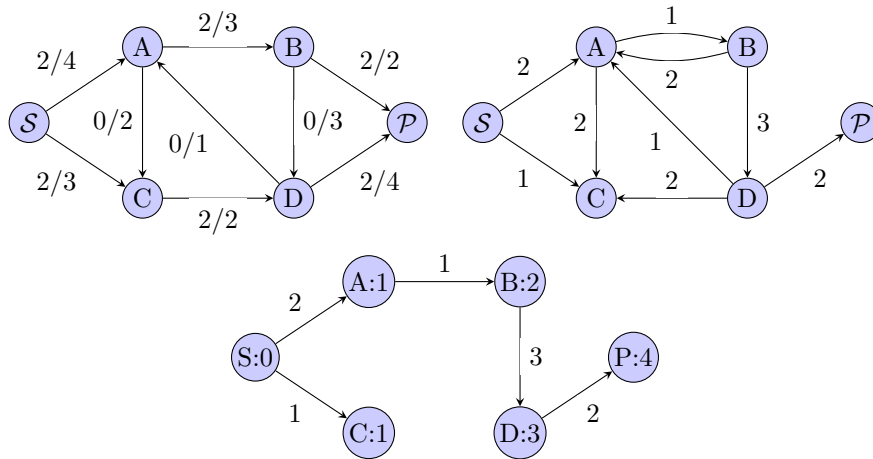 2/3
A B
2/4 2/2
𝒮 0/2 0/1 0/3 𝒫
2/3 2/4
C D
2/2
1
A B
2 2
𝒮 2 1 3 𝒫
1 2 2
C D
A:1 1 B:2
2
S:0 3 P:4
1 2
C:1 D:3